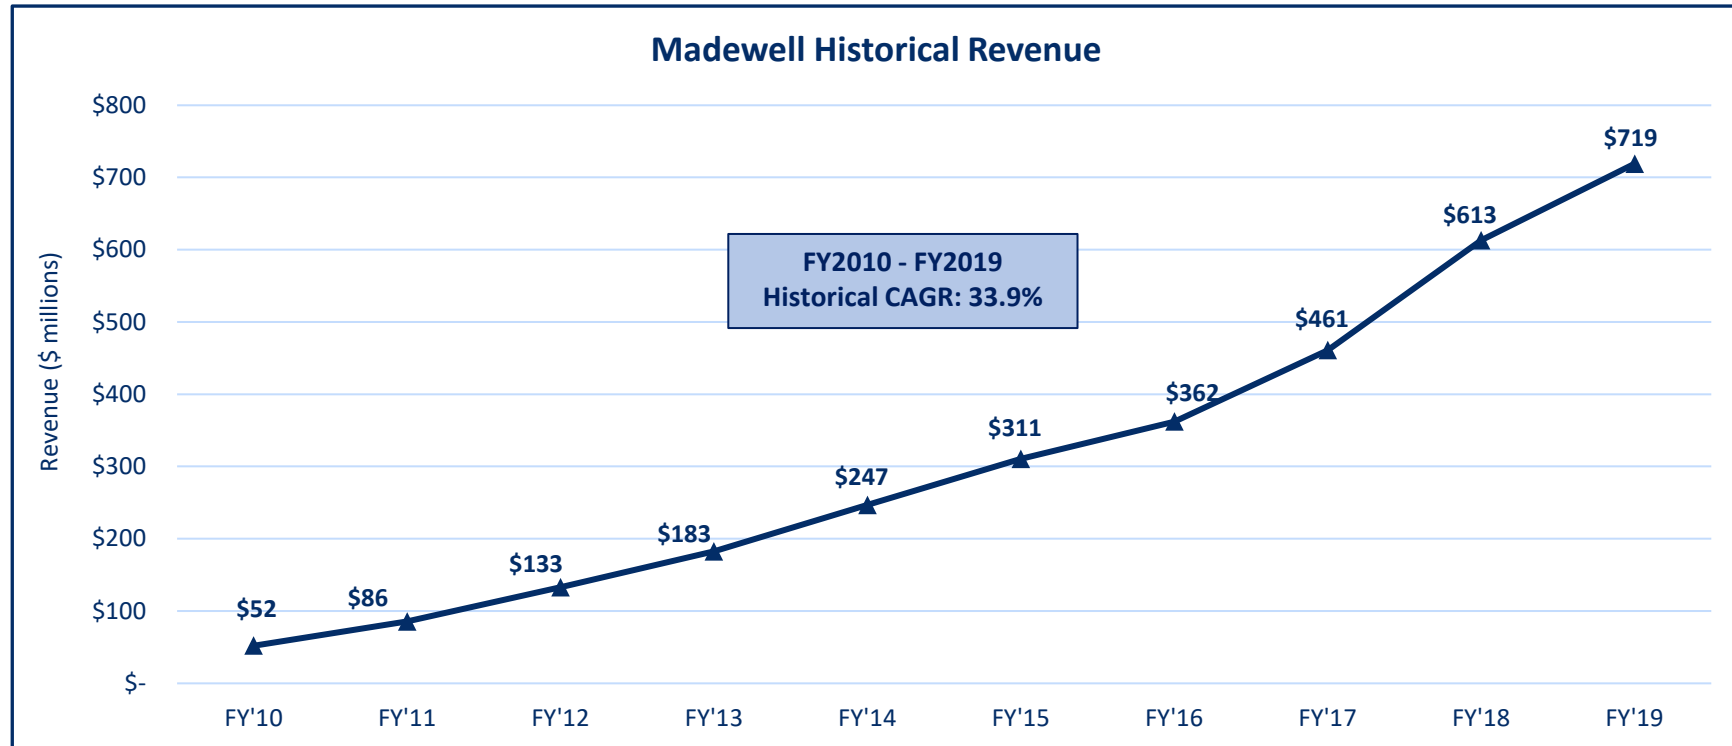 Madewell Historical Revenue
$800
$700
$600
$500
$400
$300
$200
$100
$-
Revenue ($ millions)
FY2010 - FY2019
Historical CAGR: 33.9%
$52
$86
$133
$183
$247
$311
$362
$461
$613
$719
FY'10
FY'11
FY'12
FY'13
FY'14
FY'15
FY'16
FY'17
FY'18
FY'19